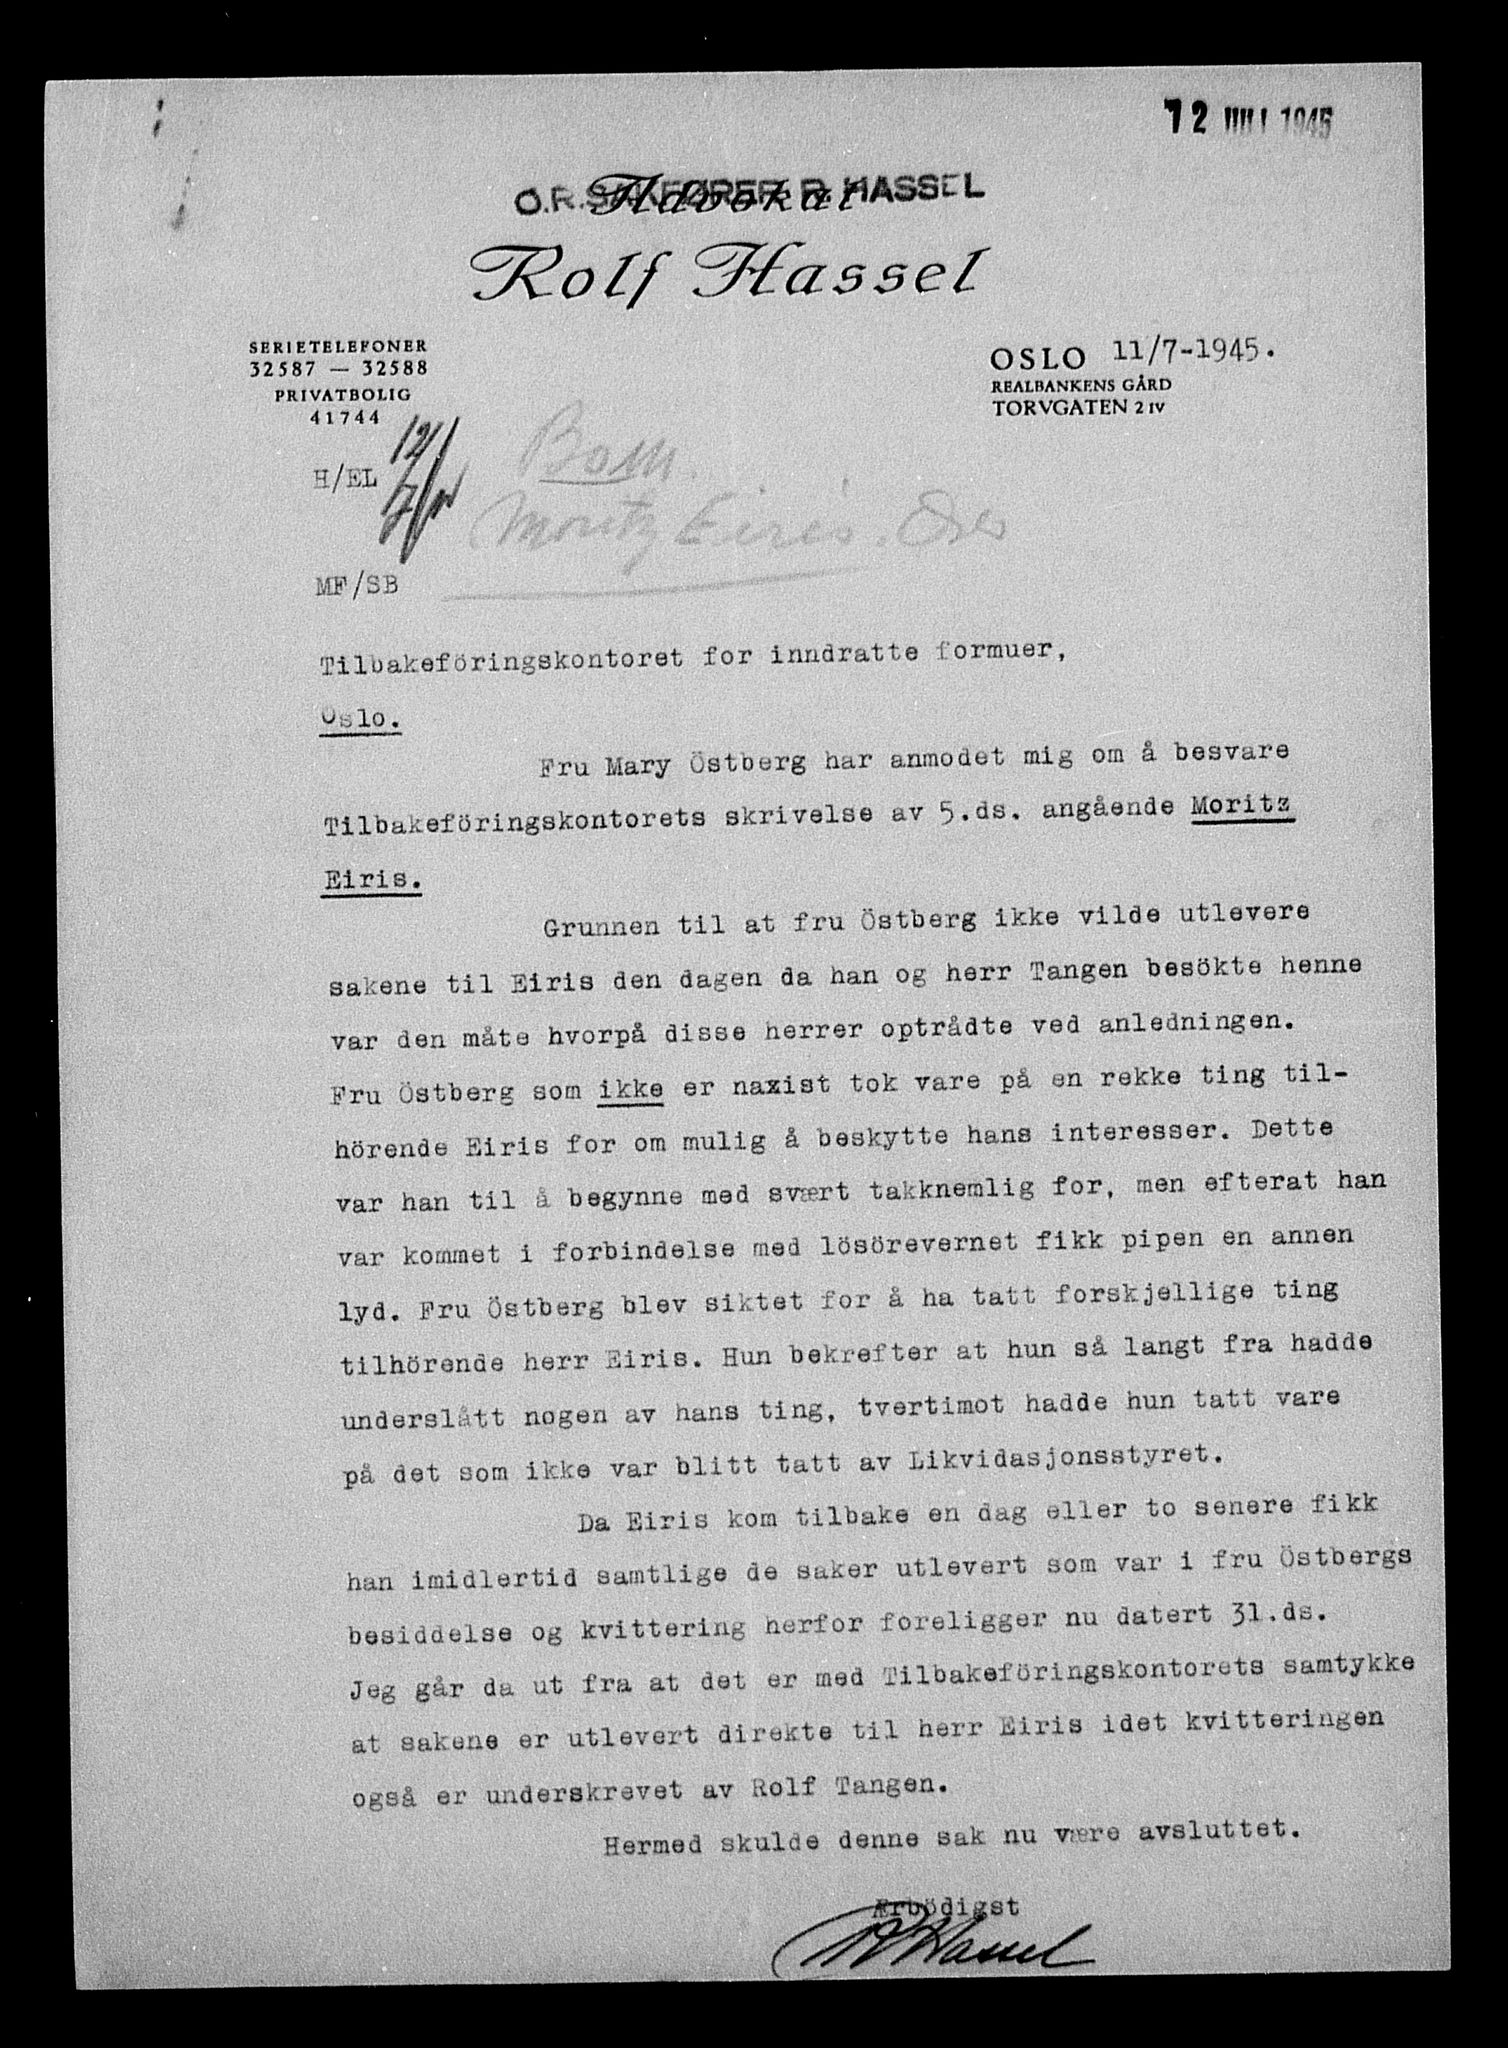 12 JULI 1945
O.R.SAKFØRER R. HASSEL
Advokat
Rolf Hassel
SERIETELEFONER
32587 — 32588
PRIVATBOLIG
41744
OSLO 11/7-1945.
REALBANKENS GÅRD
TORVGATEN 2 IV
12/
7/
H/EL
Moritz Eiris.
MF/SB
Tilbakeföringskontoret for inndratte formuer,
Oslo.
Fru Mary Östberg har anmodet mig om å besvare
Tilbakeföringskontorets skrivelse av 5.ds. angående Moritz
Eiris.
Grunnen til at fru Östberg ikke vilde utlevere
sakene til Eiris den dagen da han og herr Tangen besökte henne
var den måte hvorpå disse herrer optrådte ved anledningen.
Fru Östberg som ikke er naxist tok vare på en rekke ting til-
hörende Eiris for om mulig å beskytte hans interesser. Dette
var han til å begynne med svært takknemlig for, men efterat han
var kommet i forbindelse med lösörevernet fikk pipen en annen
lyd. Fru Östberg blev siktet for å ha tatt forskjellige ting
tilhörende herr Eiris. Hun bekrefter at hun så langt fra hadde
underslått nogen av hans ting, tvertimot hadde hun tatt vare
på det som ikke var blitt tatt av Likvidasjonsstyret.
Da Eiris kom tilbake en dag eller to senere fikk
han imidlertid samtlige de saker utlevert som var i fru Östbergs
besiddelse og kvittering herfor foreligger nu datert 31.ds.
Jeg går da ut fra at det er med Tilbakeföringskontorets samtykke
at sakene er utlevert direkte til herr Eiris idet kvitteringen
også er underskrevet av Rolf Tangen.
Hermed skulde denne sak nu være avsluttet.
Ærbödigst
R Hassel